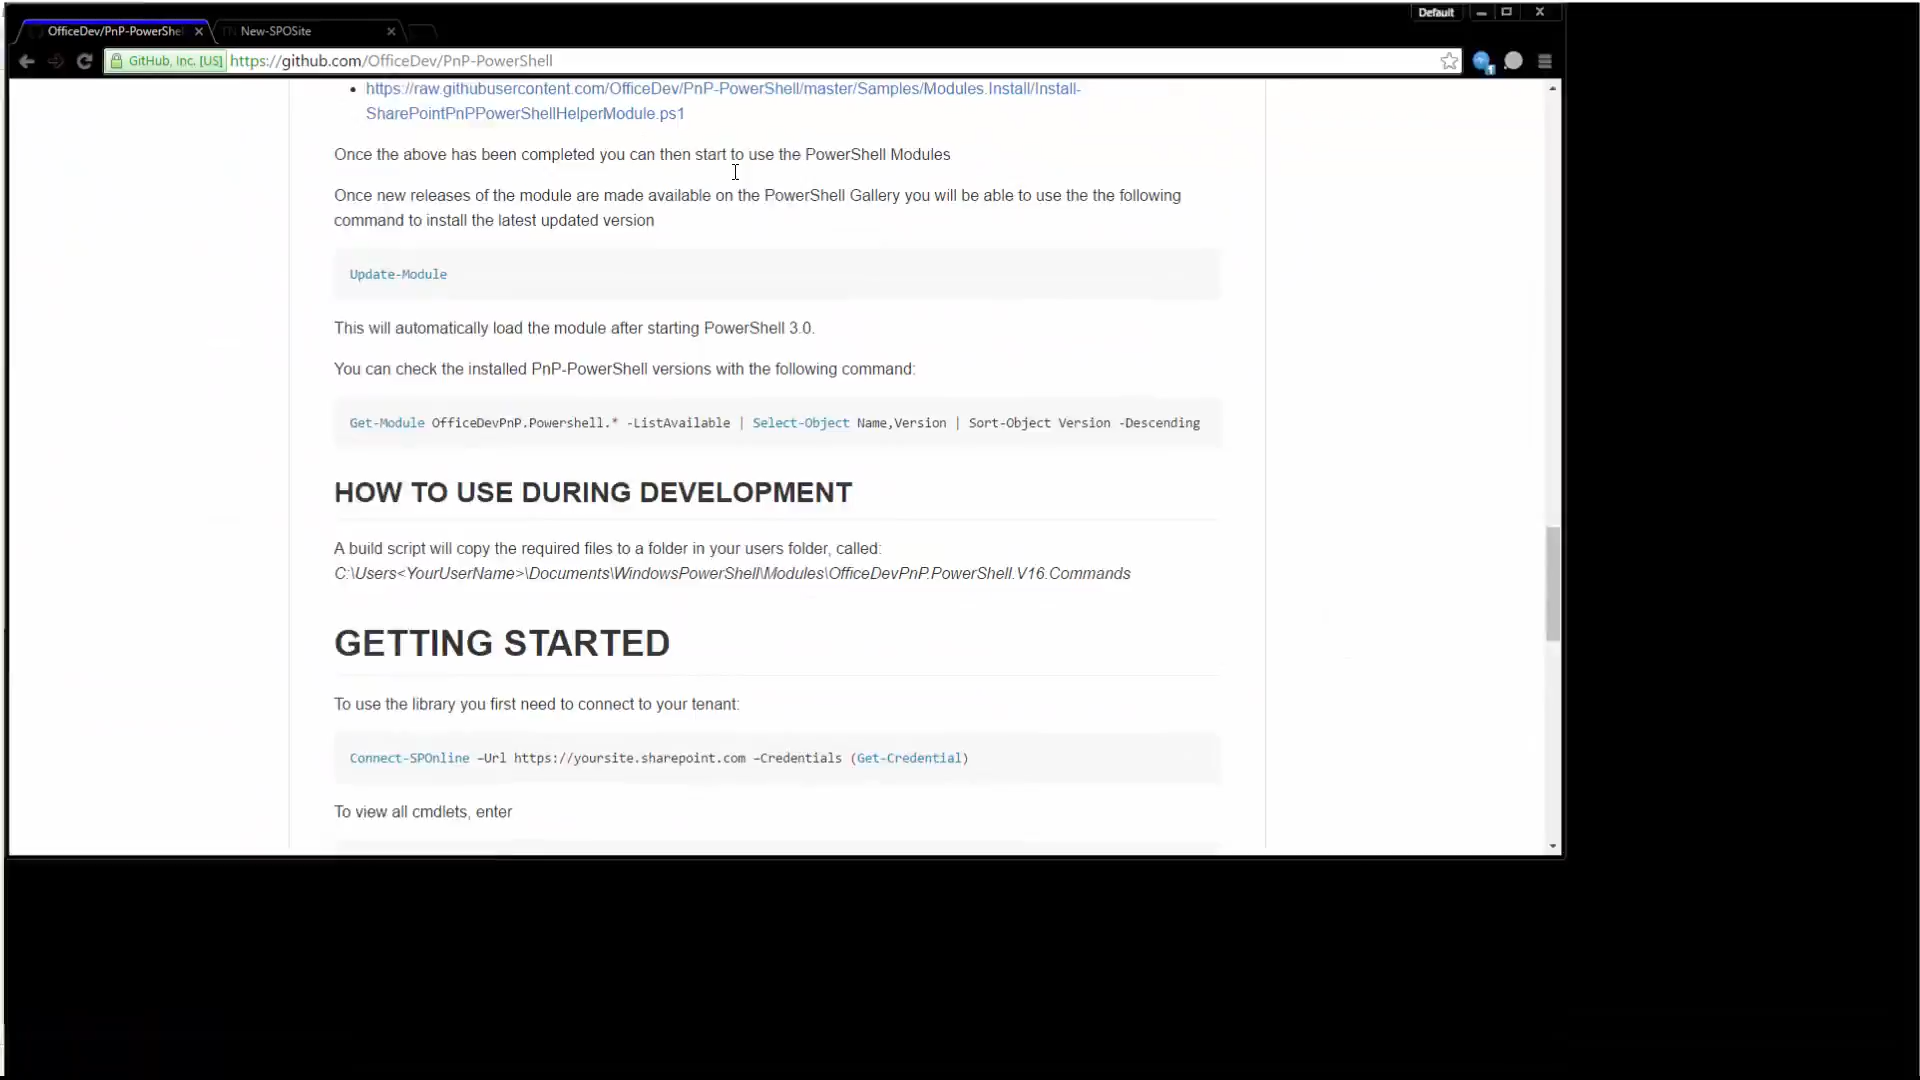 Default
OfficeDev/PnP-PowerShe
New-SPOSite
GitHub, Inc. [US] https://github.com/OfficeDev/PnP-PowerShell
https://raw.githubusercontent.com/OfficeDev/PnP-PowerShell/master/Samples/Modules.Install/Install-
SharePointPnPPowerShellHelperModule.ps1
Once the above has been completed you can then start to use the PowerShell Modules
Once new releases of the module are made available on the PowerShell Gallery you will be able to use the the following
command to install the latest updated version
Update-Module
This will automatically load the module after starting PowerShell 3.0.
You can check the installed PnP-PowerShell versions with the following command:
Get-Module OfficeDevPnP.Powershell.* -ListAvailable | Select-Object Name,Version | Sort-Object Version -Descending
HOW TO USE DURING DEVELOPMENT
A build script will copy the required files to a folder in your users folder, called:
C:\Users<YourUserName>\Documents\WindowsPowerShell\Modules\OfficeDevPnP.PowerShell.V16.Commands
GETTING STARTED
To use the library you first need to connect to your tenant:
Connect-SPOnline –Url https://yoursite.sharepoint.com –Credentials (Get-Credential)
To view all cmdlets, enter